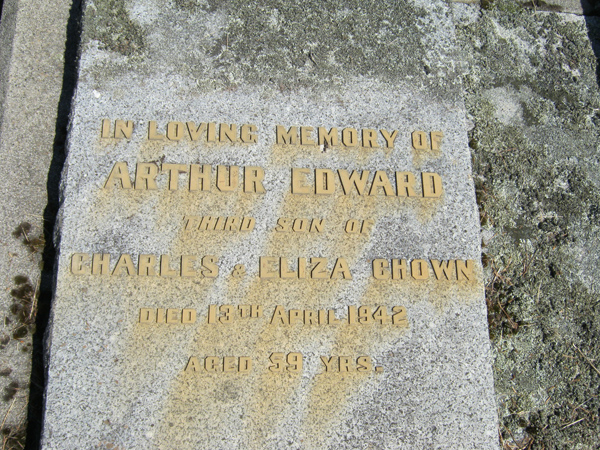 IN LOVING MEMORY OF
ARTHUR EDWARD
THIRD SON OF
CHARLES & ELIZA CHOWN
DIED 13TH APRIL 1942
AGED 59 YRS.